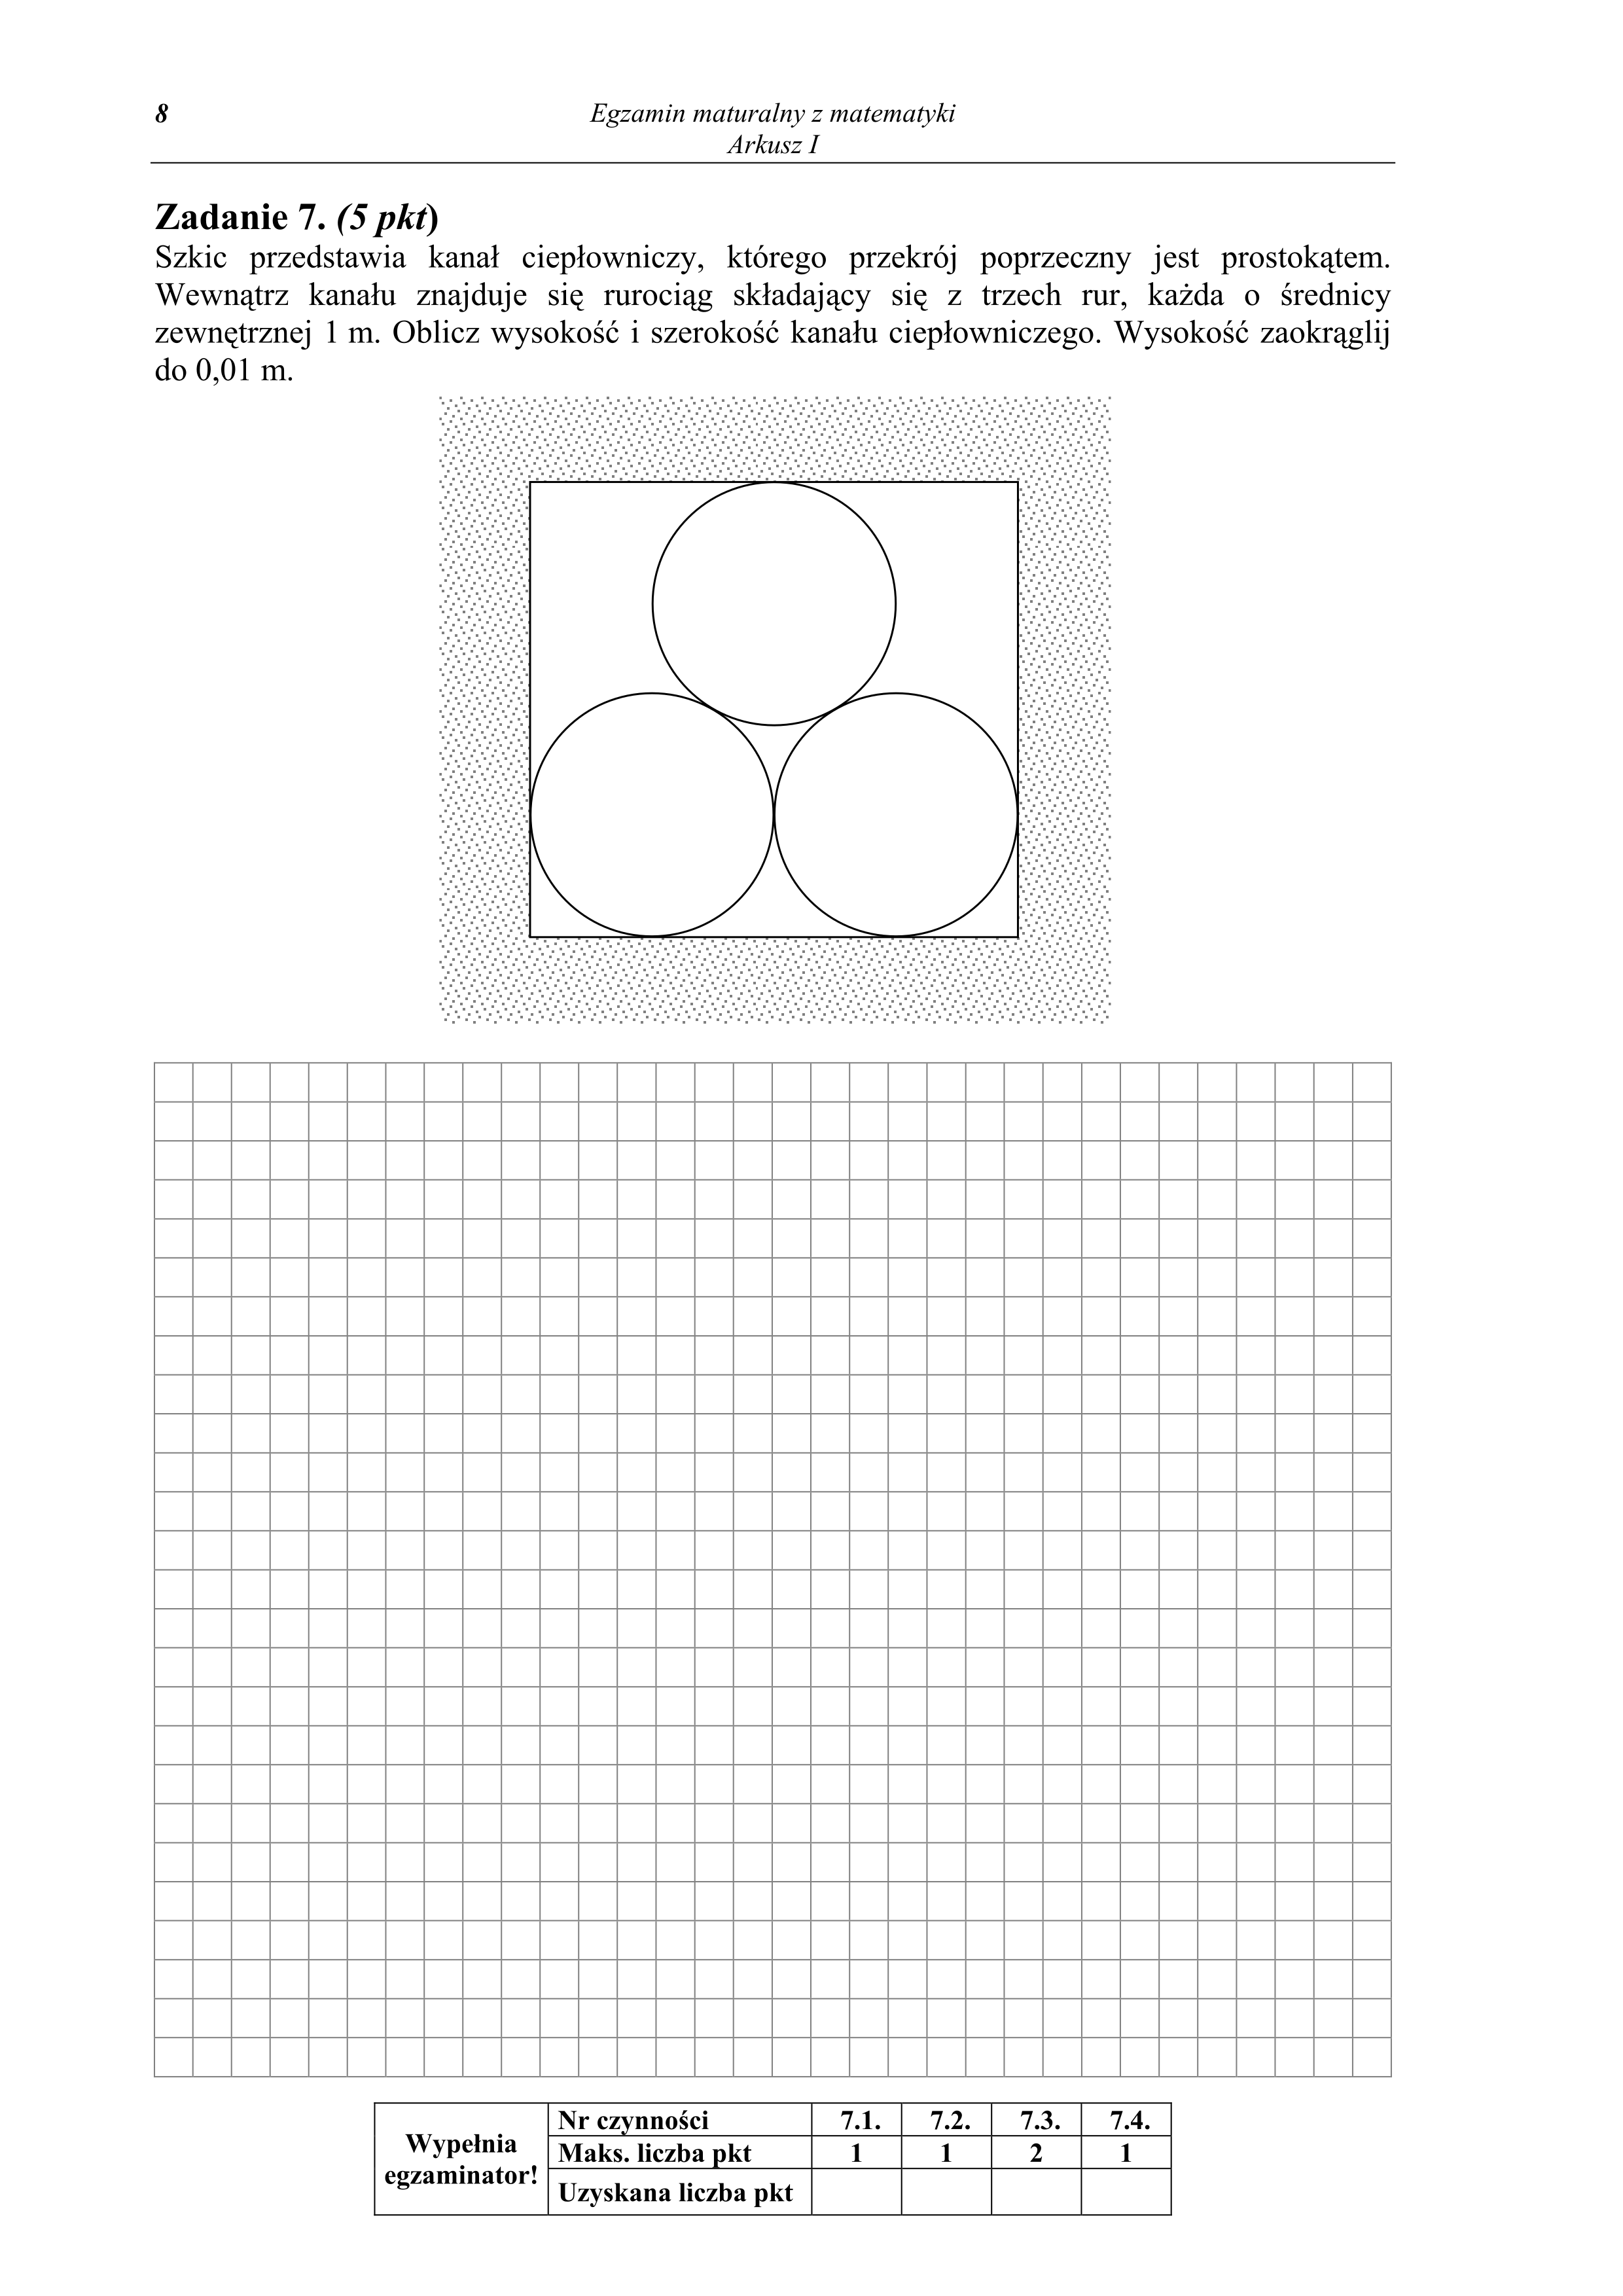 8
Egzamin maturalny z matematyki
Arkusz I
Zadanie 7. (5 pkt)
Szkic przedstawia kanał ciepłowniczy, którego przekrój poprzeczny jest prostokątem.
Wewnątrz kanału znajduje się rurociąg składający się z trzech rur, każda o średnicy
zewnętrznej 1 m. Oblicz wysokość i szerokość kanału ciepłowniczego. Wysokość zaokrąglij
do 0,01 m.
Wypełnia
egzaminator!
Nr czynności 7.1. 7.2. 7.3. 7.4.
Maks. liczba pkt 1 1 2 1
Uzyskana liczba pkt